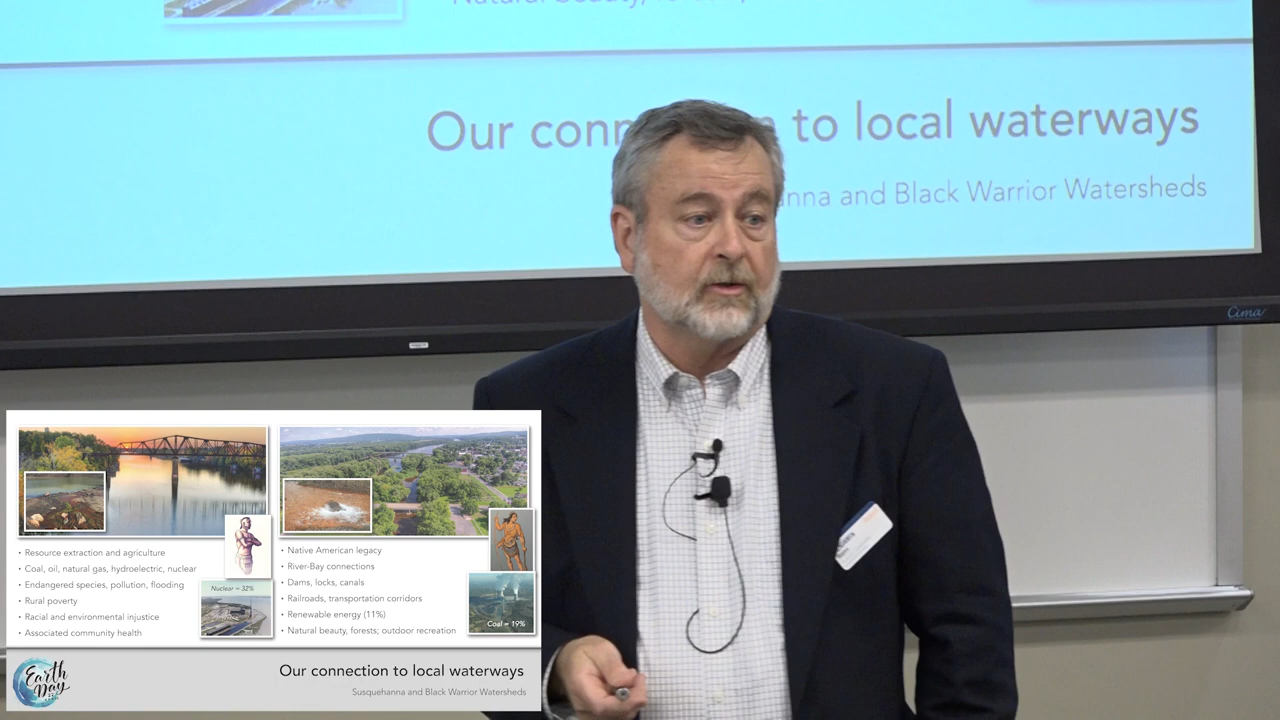 Our conn to local waterways
nna and Black Warrior Watersheds
Cima
• Resource extraction and agriculture
• Coal, oil, natural gas, hydroelectric, nuclear
• Endangered species, pollution, flooding
• Rural poverty
• Racial and environmental injustice
• Associated community health
Nuclear = 32%
• Native American legacy
• River-Bay connections
• Dams, locks, canals
• Railroads, transportation corridors
• Renewable energy (11%)
• Natural beauty, forests; outdoor recreation
Coal = 19%
Earth
Day
Our connection to local waterways
Susquehanna and Black Warrior Watersheds